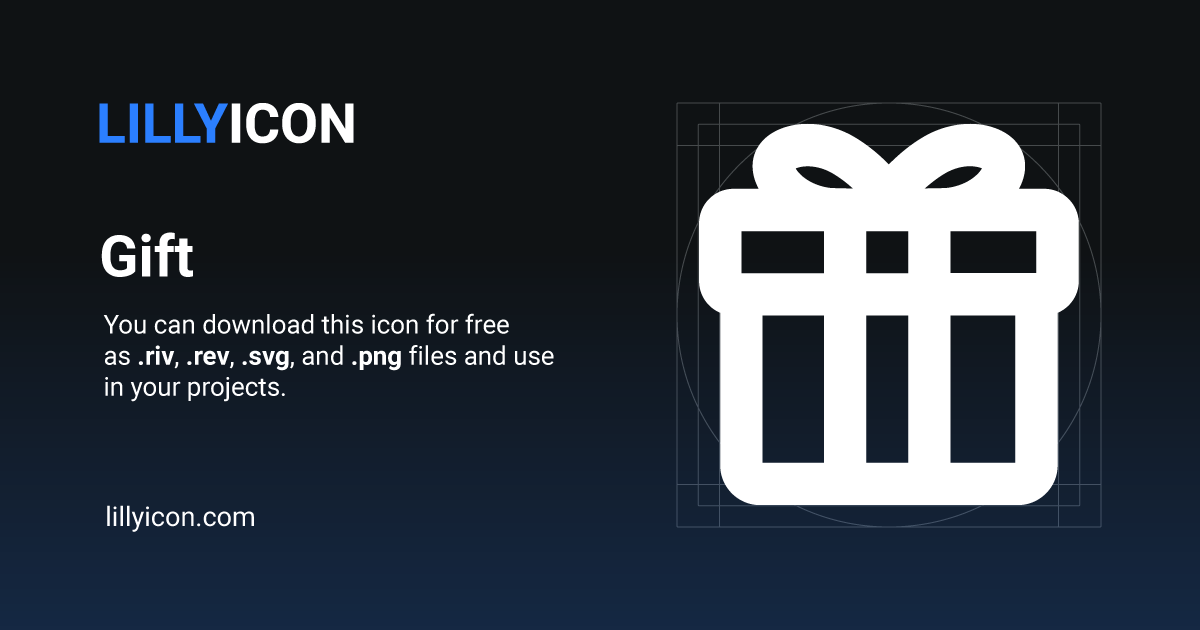 LILLYICON
Gift
You can download this icon for free
as .riv, .rev, .svg, and .png files and use
in your projects.
lillyicon.com